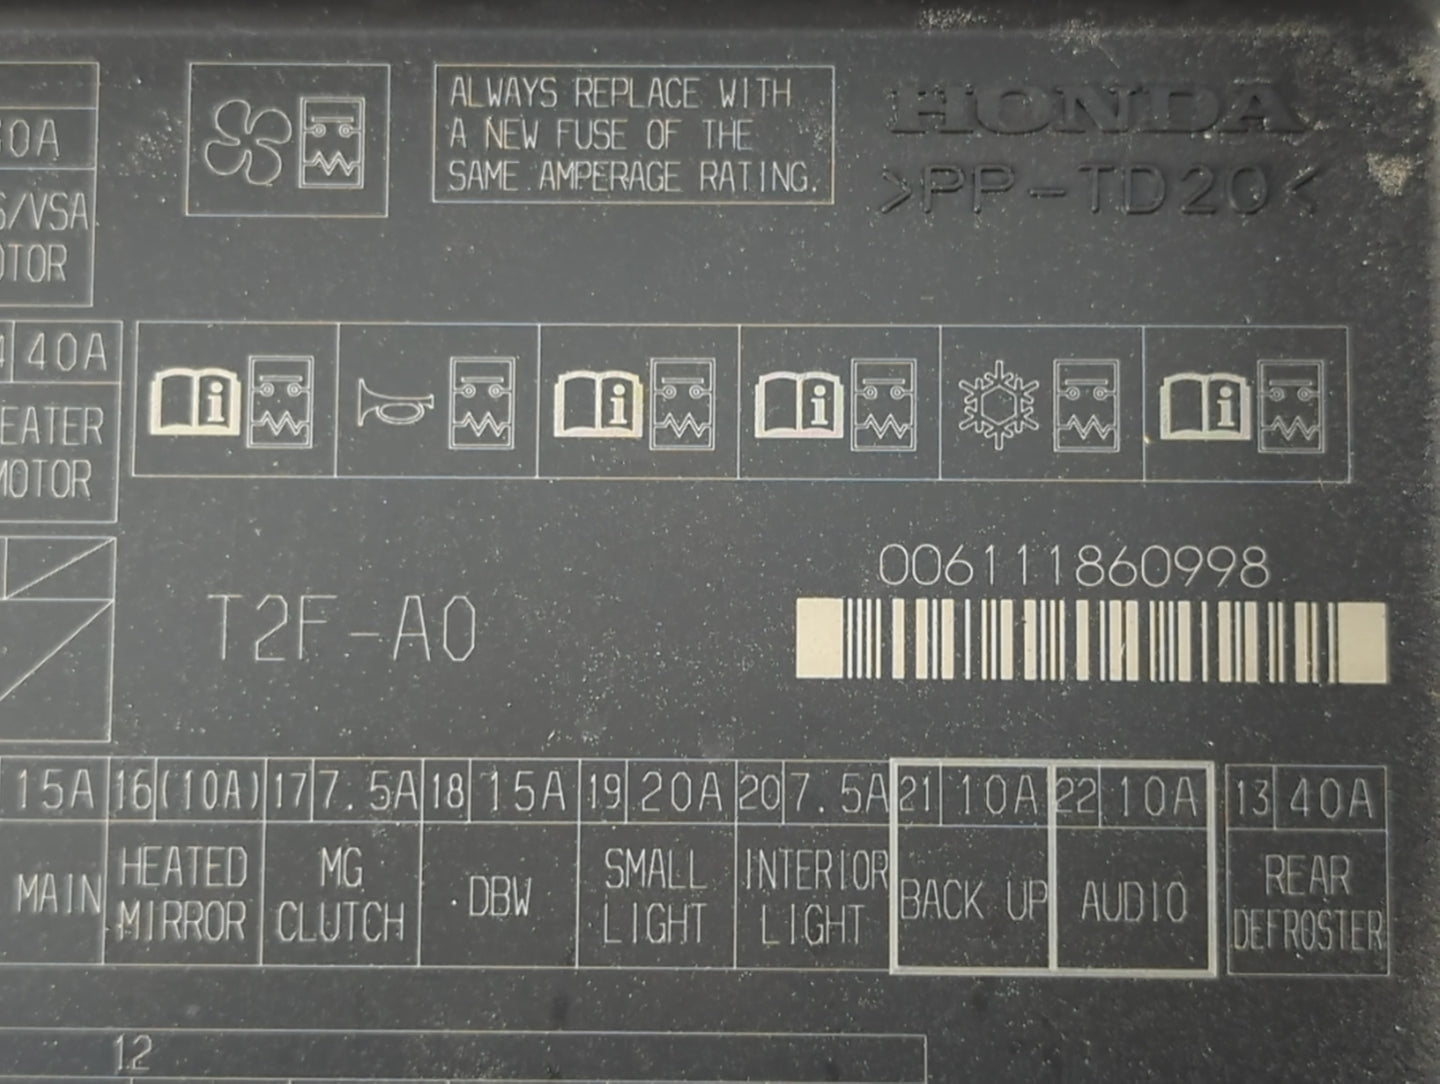 ALWAYS REPLACE WITH
A NEW FUSE OF THE
SAME AMPERAGE RATING.
HONDA
>PP-TD20<
0A
S/VSA
OTOR
40A
EATER
MOTOR
006111860998
T2F-A0
15A 16 (10A) 17 7.5A 18 15A 19 20A 20 7.5A 21 10A 22 10A 13 40A
MAIN
HEATED
MIRROR
MG
CLUTCH
DBW
SMALL
LIGHT
INTERIOR
LIGHT
BACK UP
AUDIO
REAR
DEFROSTER
12